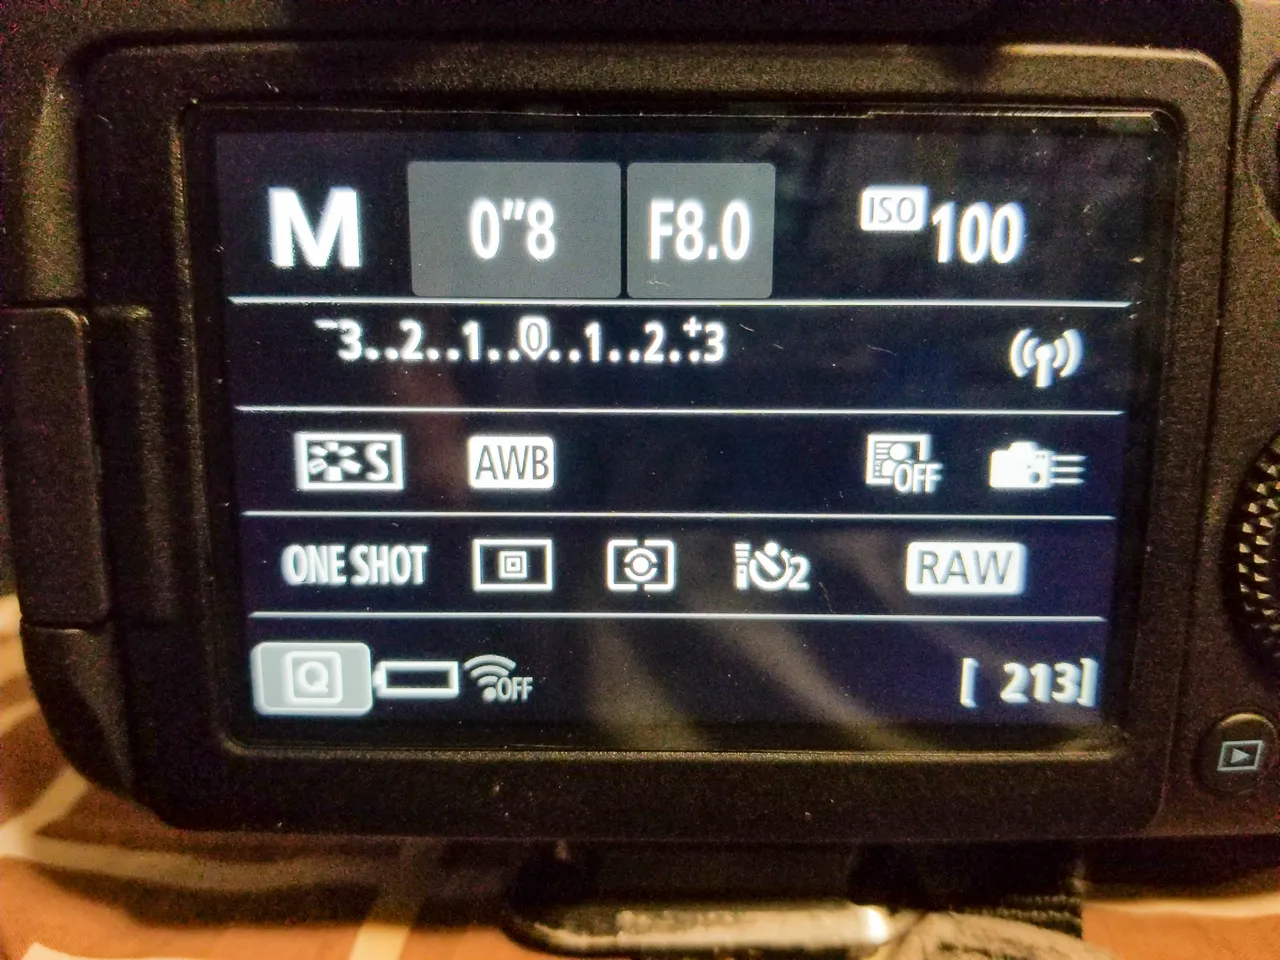 M 0"8 F8.0 ISO 100
-3..2..1..0..1..2..+3
S AWB OFF
ONE SHOT 2 RAW
Q OFF [ 213]